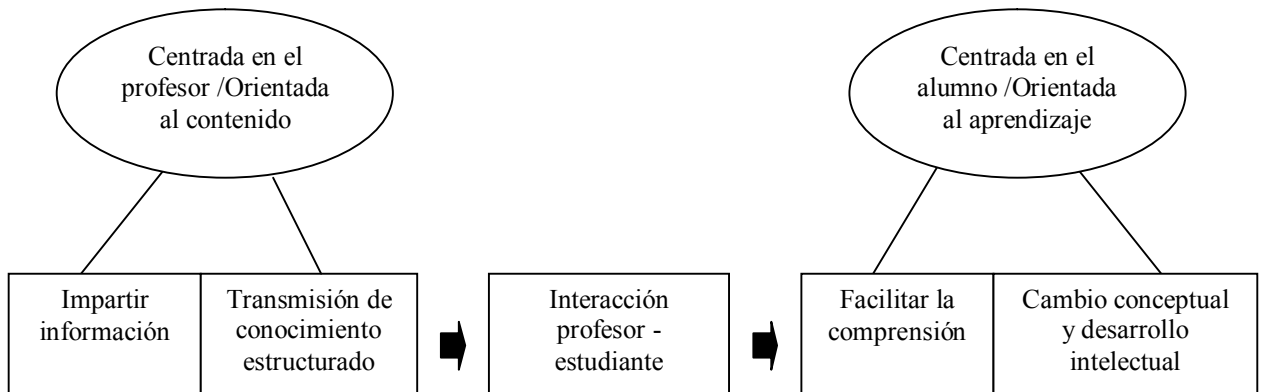 Centrada en el
profesor /Orientada
al contenido
Centrada en el
alumno /Orientada
al aprendizaje
Impartir
información
Transmisión de
conocimiento
estructurado
Interacción
profesor -
estudiante
Facilitar la
comprensión
Cambio conceptual
y desarrollo
intelectual